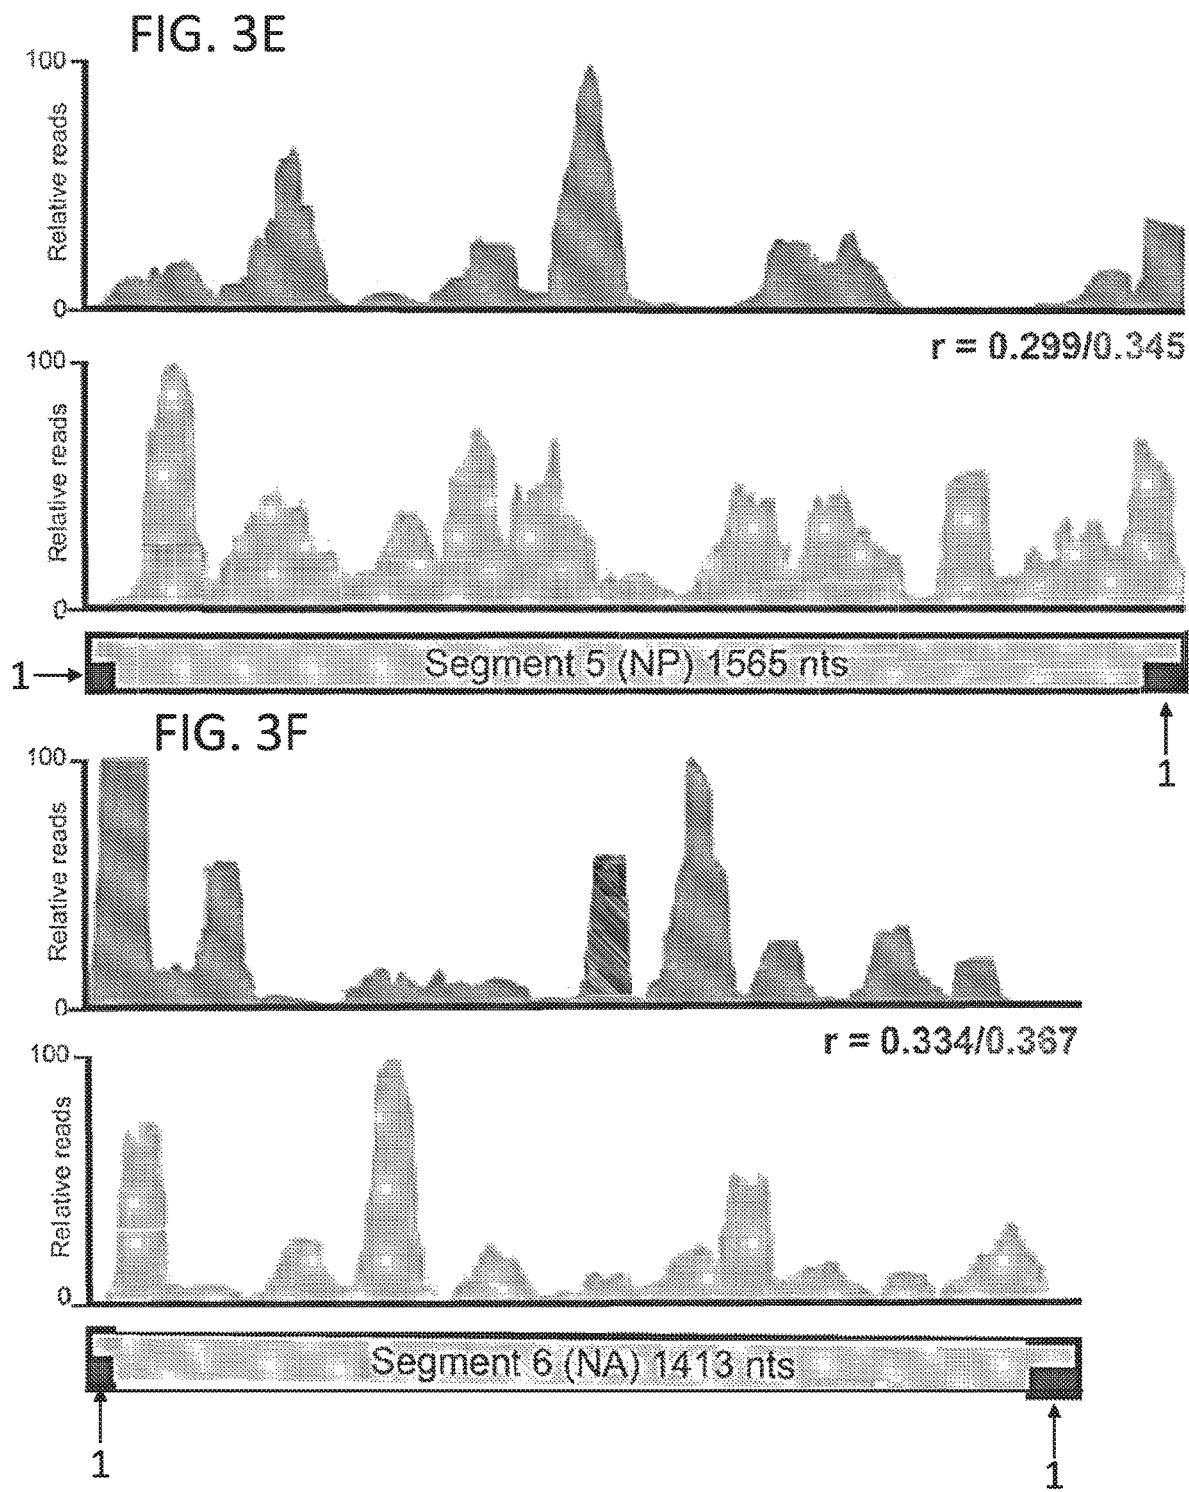 FIG. 3E
100
Relative reads
0
r = 0.299/0.345
100
Relative reads
0
Segment 5 (NP) 1565 nts
1
1
FIG. 3F
100
Relative reads
0
r = 0.334/0.367
100
Relative reads
0
Segment 6 (NA) 1413 nts
1
1